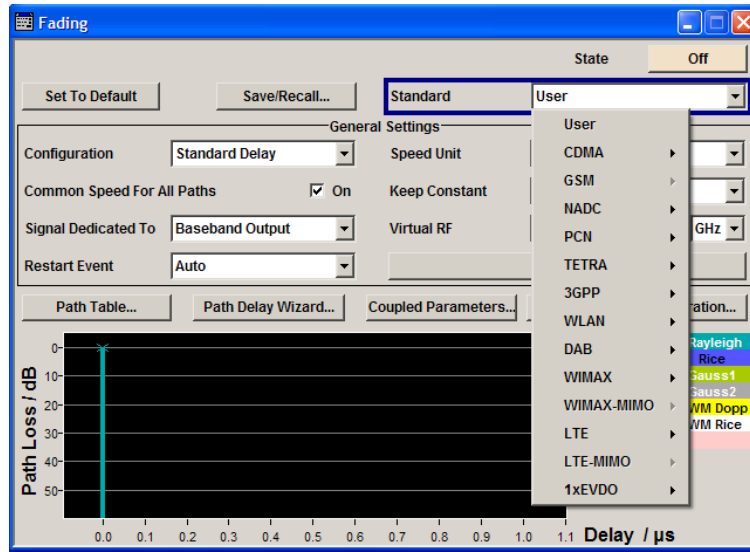 Fading
State Off
Set To Default Save/Recall... Standard User
General Settings
User
Configuration Standard Delay Speed Unit
CDMA
Common Speed For All Paths On Keep Constant
GSM
NADC
Signal Dedicated To Baseband Output Virtual RF GHz
PCN
Restart Event Auto
TETRA
3GPP
Path Table... Path Delay Wizard... Coupled Parameters... ration...
WLAN
DAB
WIMAX
WIMAX-MIMO
LTE
LTE-MIMO
1xEVDO
Rayleigh
Rice
Gauss1
Gauss2
WM Dopp
WM Rice
Path Loss / dB
0
10
20
30
40
50
0.0 0.1 0.2 0.3 0.4 0.5 0.6 0.7 0.8 0.9 1.0 1.1 Delay / µs